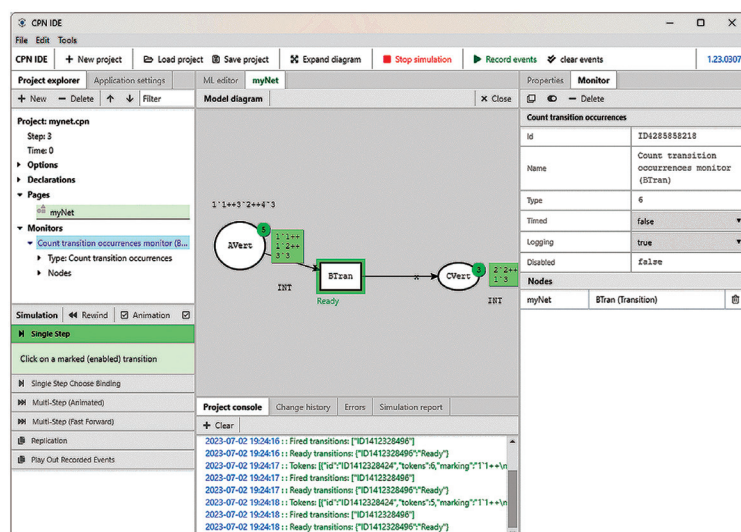 CPN IDE
File Edit Tools
CPN IDE + New project Load project Save project Expand diagram Stop simulation Record events clear events 1.23.0307
Project explorer Application settings
+ New − Delete ↑ ↓ Filter
Project: mynet.cpn
Step: 3
Time: 0
Options
Declarations
Pages
myNet
Monitors
Count transition occurrences monitor (B...
Type: Count transition occurrences
Nodes
Simulation Rewind Animation
Single Step
Click on a marked (enabled) transition
Single Step Choose Binding
Multi-Step (Animated)
Multi-Step (Fast Forward)
Replication
Play Out Recorded Events
ML editor myNet
Model diagram × Close
1`1++3`2++4`3
AVert
5
1`1++
1`2++
3`3
INT
BTran
Ready
x
CVert
3
2`2++
1`3
INT
Project console Change history Errors Simulation report
+ Clear
2023-07-02 19:24:16 : : Fired transitions: ["ID1412328496"]
2023-07-02 19:24:16 : : Ready transitions: {"ID1412328496":"Ready"}
2023-07-02 19:24:17 : : Tokens: [{"id":"ID1412328424","tokens":6,"marking":"1`1++\n
2023-07-02 19:24:17 : : Fired transitions: ["ID1412328496"]
2023-07-02 19:24:17 : : Ready transitions: {"ID1412328496":"Ready"}
2023-07-02 19:24:18 : : Tokens: [{"id":"ID1412328424","tokens":5,"marking":"1`1++\n
2023-07-02 19:24:18 : : Fired transitions: ["ID1412328496"]
2023-07-02 19:24:18 : : Ready transitions: {"ID1412328496":"Ready"}
Properties Monitor
− Delete
Count transition occurrences
Id ID4285858218
Name Count transition
occurrences monitor
(BTran)
Type 6
Timed false
Logging true
Disabled false
Nodes
myNet BTran (Transition)